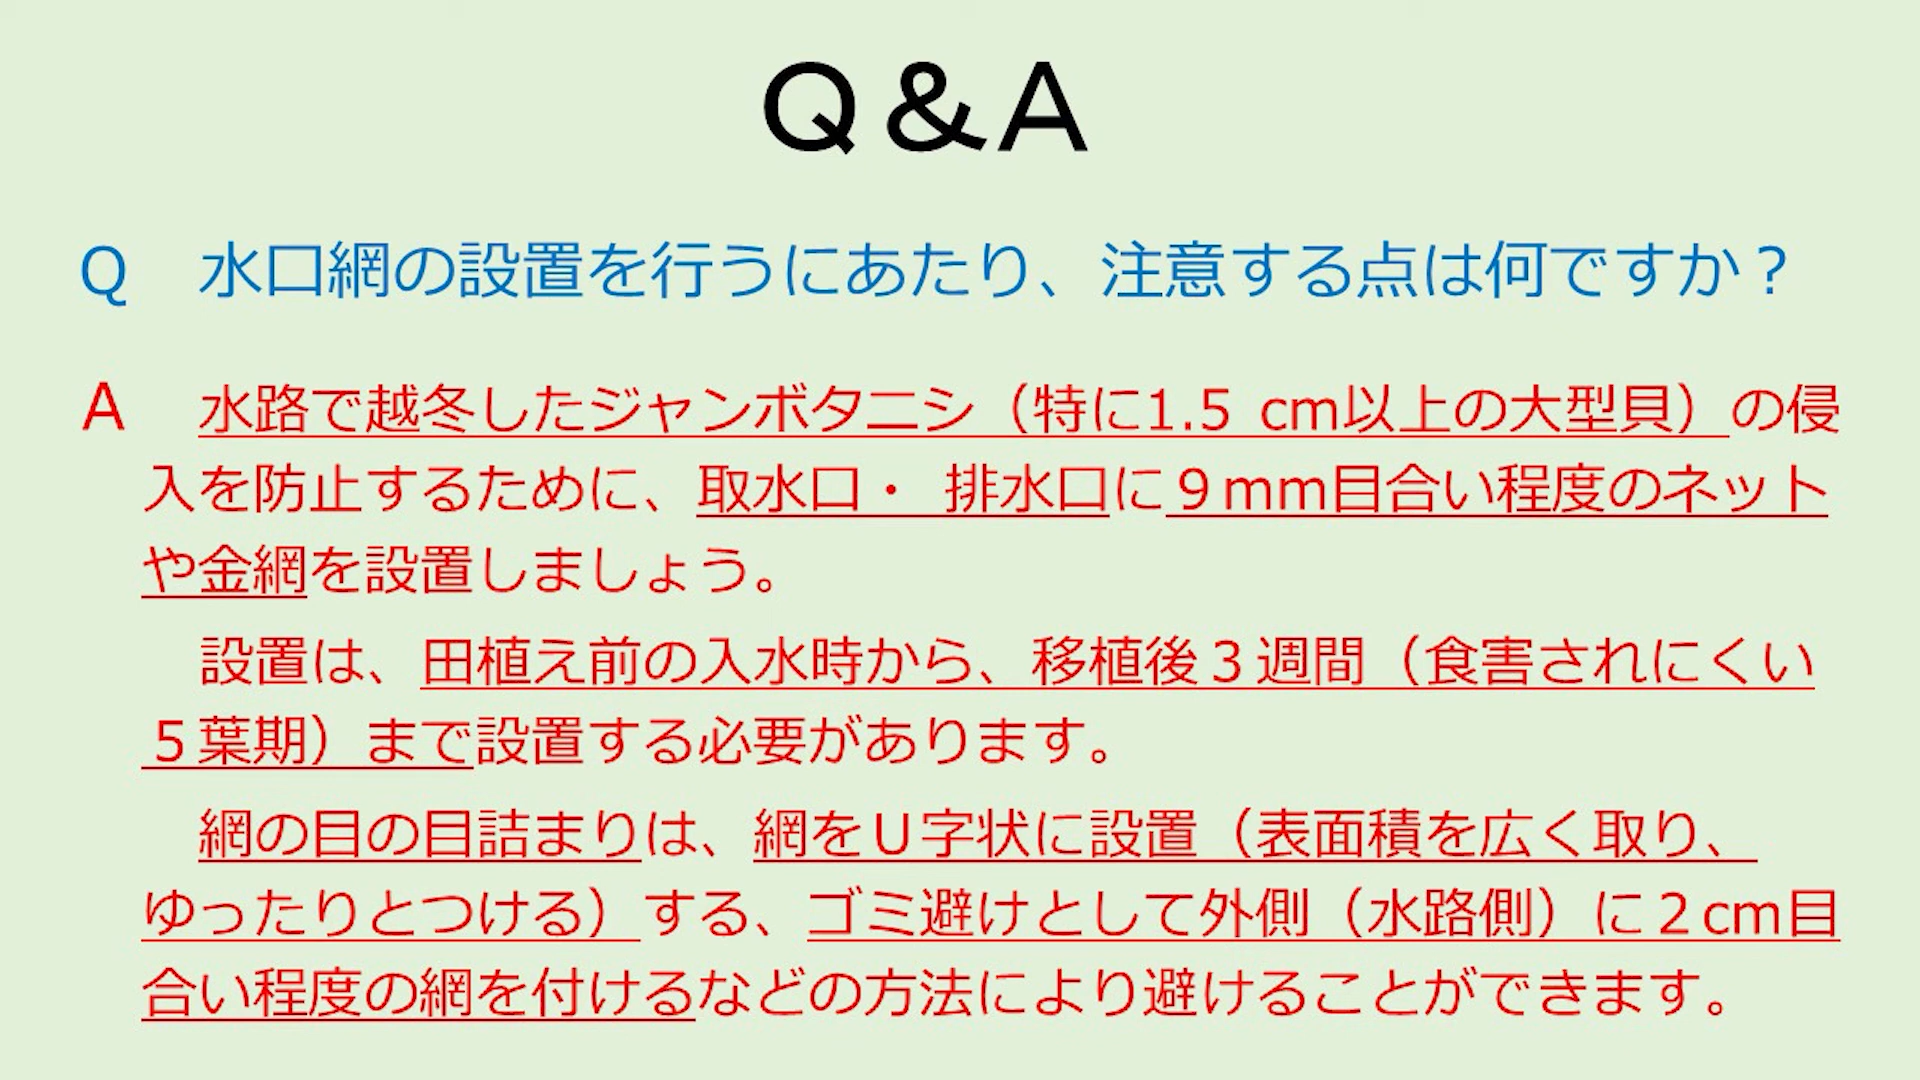 Q＆A
Q　水口網の設置を行うにあたり、注意する点は何ですか？
A　水路で越冬したジャンボタニシ（特に1.5 cm以上の大型貝）の侵
入を防止するために、取水口・ 排水口に９mm目合い程度のネット
や金網を設置しましょう。
設置は、田植え前の入水時から、移植後３週間（食害されにくい
５葉期）まで設置する必要があります。
網の目の目詰まりは、網をU字状に設置（表面積を広く取り、
ゆったりとつける）する、ゴミ避けとして外側（水路側）に２cm目
合い程度の網を付けるなどの方法により避けることができます。